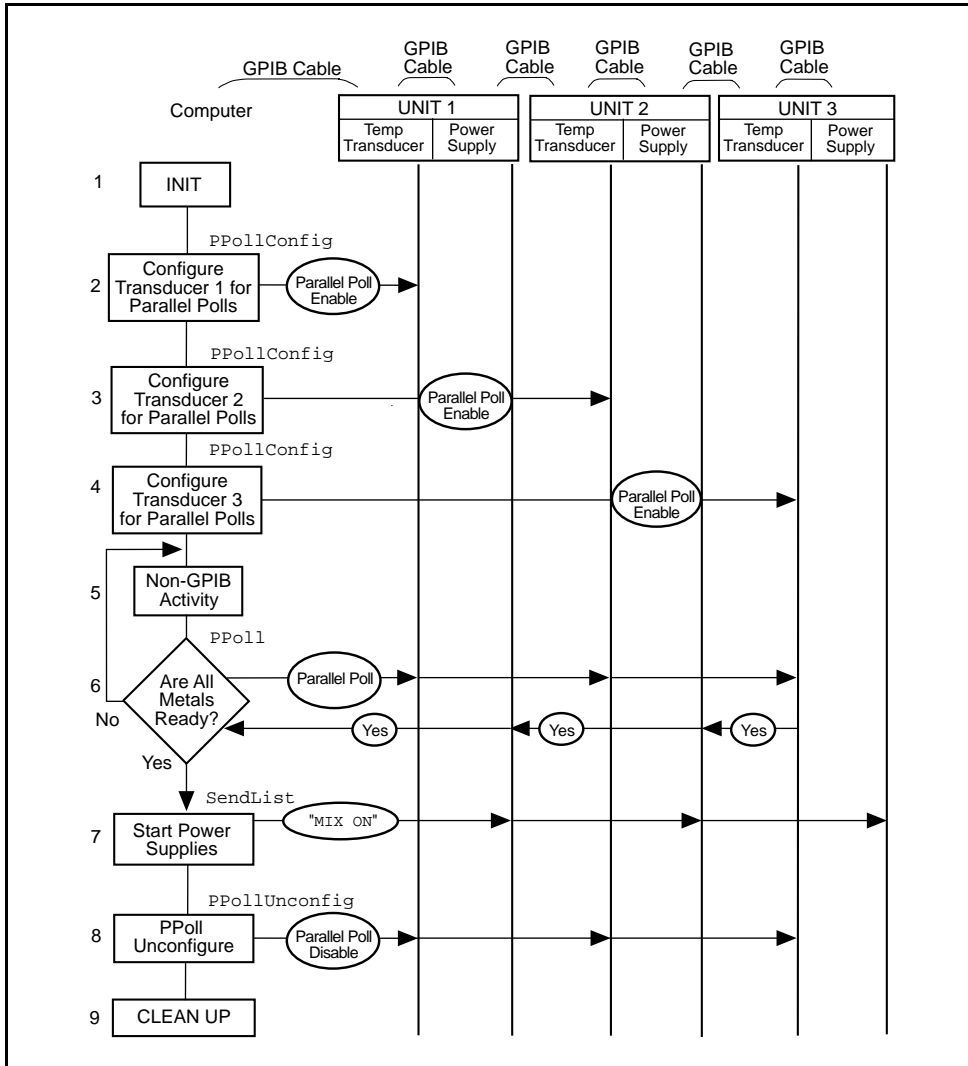 GPIB Cable
GPIB
Cable
GPIB
Cable
GPIB
Cable
GPIB
Cable
GPIB
Cable
Computer
UNIT 1
Temp
Transducer
Power
Supply
UNIT 2
Temp
Transducer
Power
Supply
UNIT 3
Temp
Transducer
Power
Supply
1
INIT
PPollConfig
2
Configure
Transducer 1 for
Parallel Polls
Parallel Poll
Enable
PPollConfig
3
Configure
Transducer 2
for Parallel Polls
Parallel Poll
Enable
PPollConfig
4
Configure
Transducer 3
for Parallel Polls
Parallel Poll
Enable
5
Non-GPIB
Activity
PPoll
6
Are All
Metals
Ready?
Parallel Poll
No
Yes
Yes
Yes
Yes
SendList
7
Start Power
Supplies
"MIX ON"
PPollUnconfig
8
PPoll
Unconfigure
Parallel Poll
Disable
9
CLEAN UP